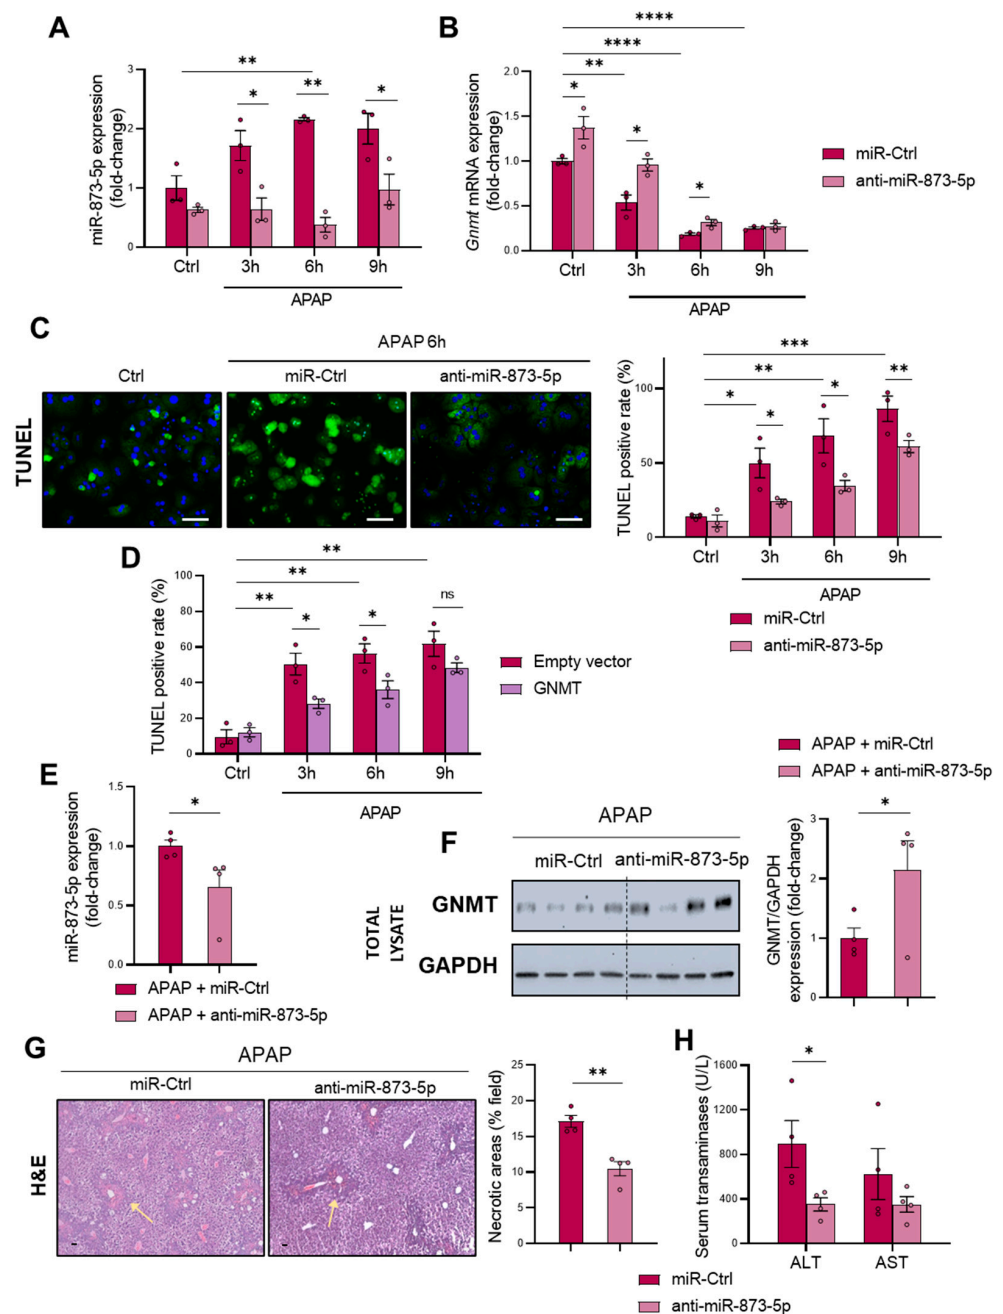 A
miR-873-5p expression
(fold-change)
3
2
1
0
**
*
**
*
Ctrl
3h
6h
9h
APAP
B
Gnmt mRNA expression
(fold-change)
2.0
1.5
1.0
0.5
0.0
****
****
**
*
*
*
Ctrl
3h
6h
9h
APAP
miR-Ctrl
anti-miR-873-5p
C
APAP 6h
Ctrl
miR-Ctrl
anti-miR-873-5p
TUNEL
TUNEL positive rate (%)
100
50
0
***
**
*
*
*
**
Ctrl
3h
6h
9h
APAP
miR-Ctrl
anti-miR-873-5p
D
TUNEL positive rate (%)
100
80
60
40
20
0
**
**
**
*
*
ns
Ctrl
3h
6h
9h
APAP
Empty vector
GNMT
E
miR-873-5p expression
(fold-change)
1.5
1.0
0.5
0.0
*
APAP + miR-Ctrl
APAP + anti-miR-873-5p
F
APAP
miR-Ctrl
anti-miR-873-5p
TOTAL
LYSATE
GNMT
GAPDH
APAP + miR-Ctrl
APAP + anti-miR-873-5p
GNMT/GAPDH
expression (fold-change)
3
2
1
0
*
G
APAP
miR-Ctrl
anti-miR-873-5p
H&E
Necrotic areas (% field)
25
20
15
10
5
0
**
H
Serum transaminases (U/L)
1600
1200
800
400
0
*
ALT
AST
miR-Ctrl
anti-miR-873-5p